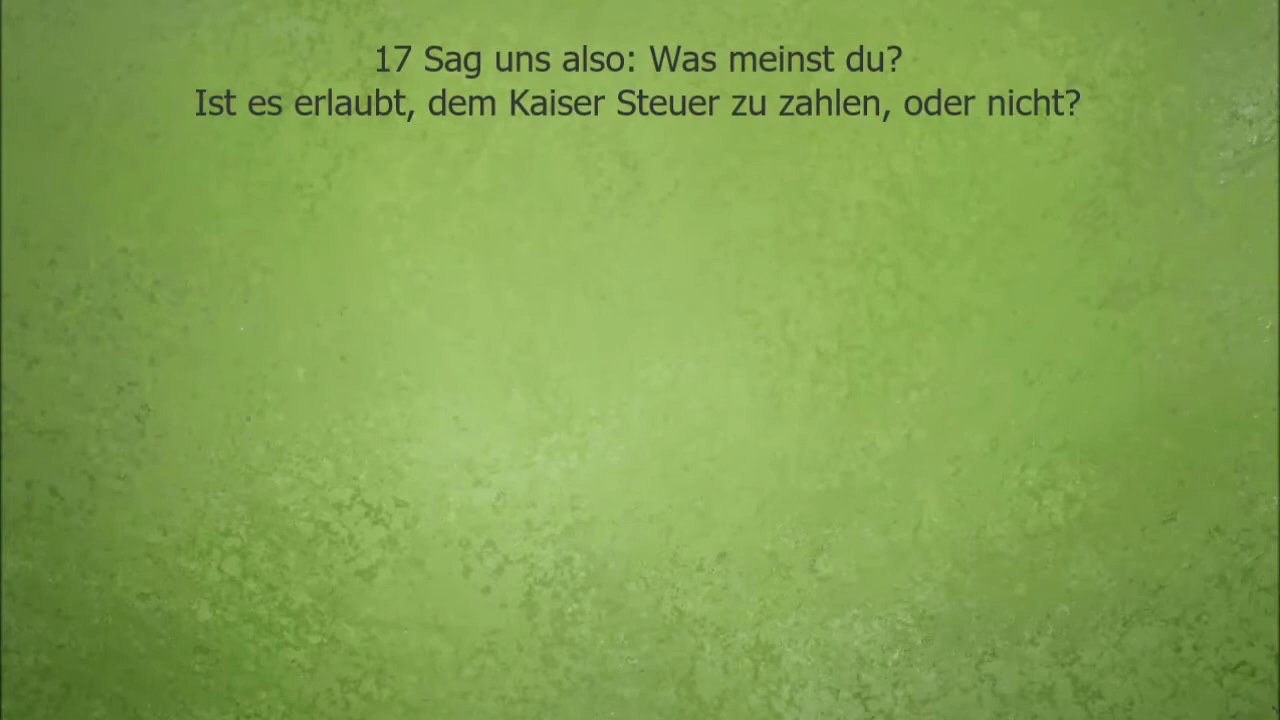 17 Sag uns also: Was meinst du?
Ist es erlaubt, dem Kaiser Steuer zu zahlen, oder nicht?